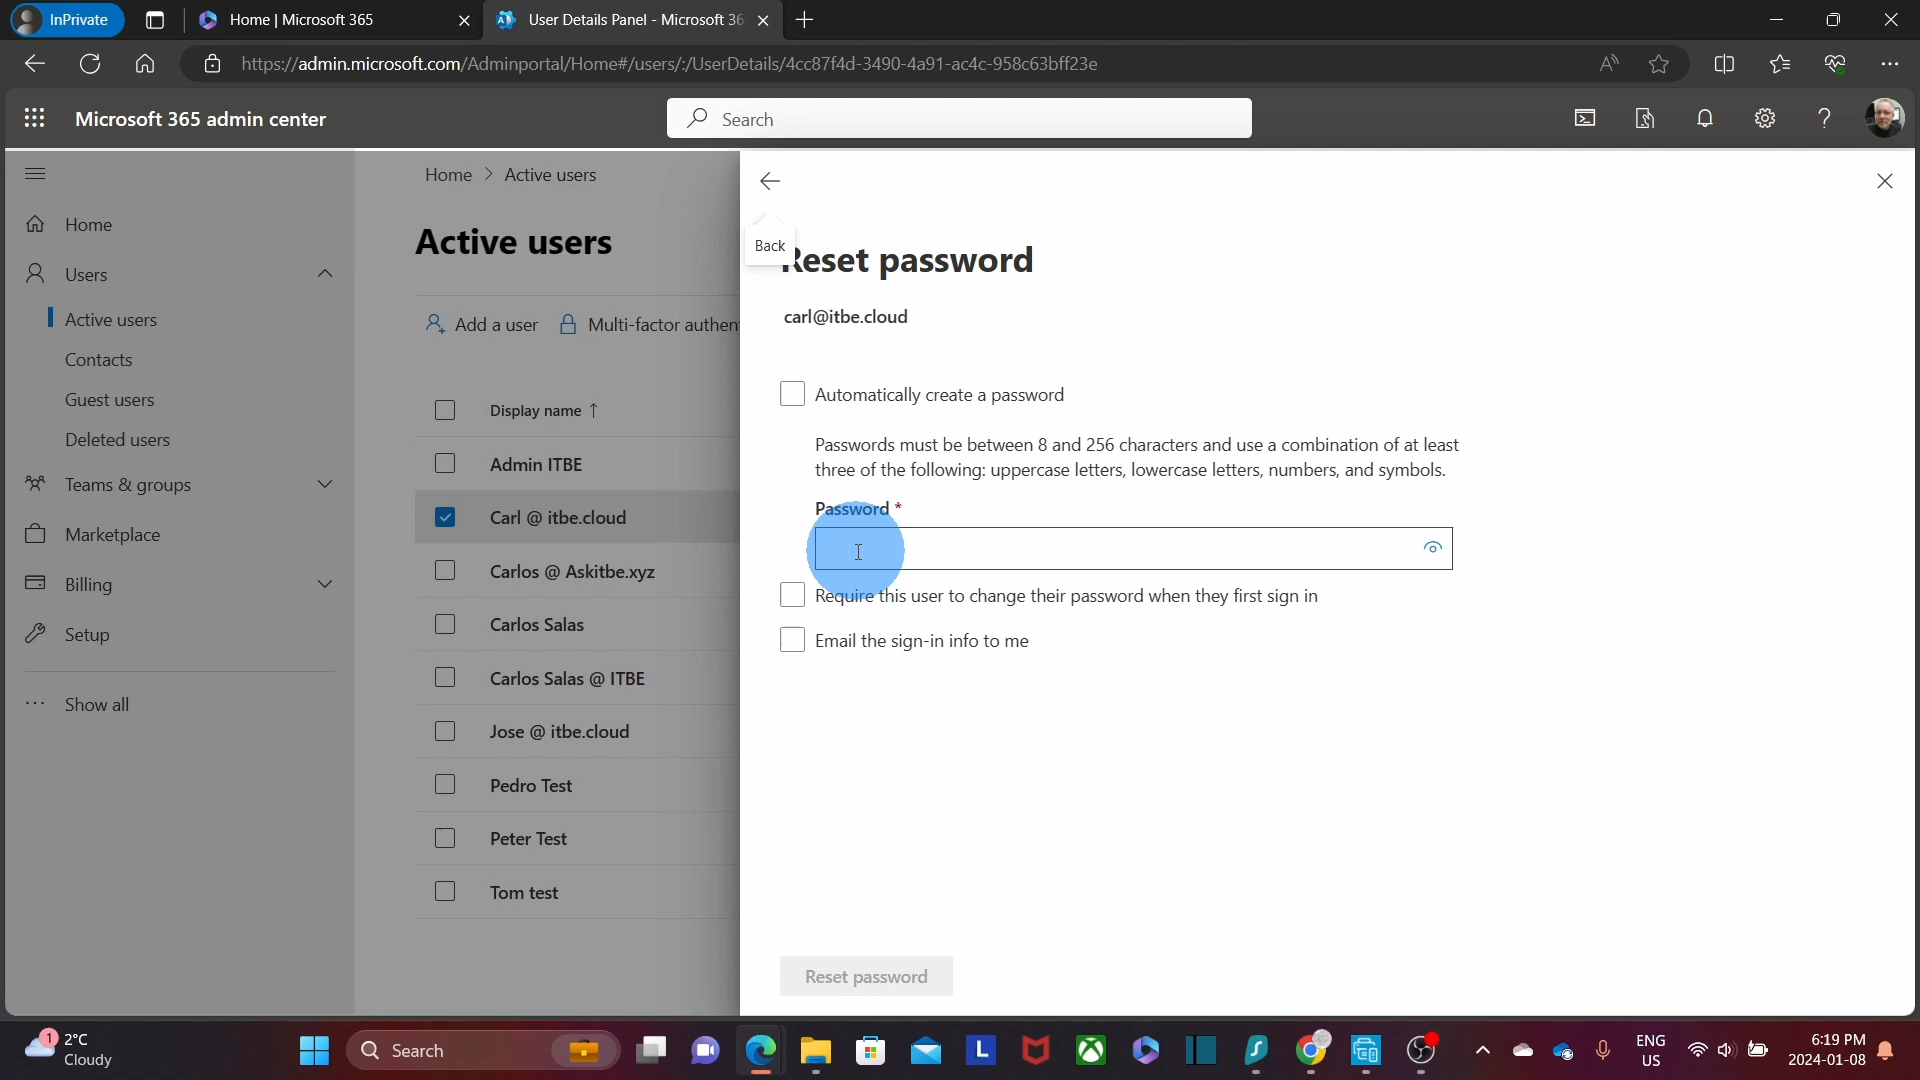 InPrivate
Home | Microsoft 365
User Details Panel - Microsoft 36
https://admin.microsoft.com/Adminportal/Home#/users/:/UserDetails/4cc87f4d-3490-4a91-ac4c-958c63bff23e
Microsoft 365 admin center
Search
Home
Users
Active users
Contacts
Guest users
Deleted users
Teams & groups
Marketplace
Billing
Setup
Show all
Home > Active users
Active users
Add a user
Multi-factor authen
Display name ↑
Admin ITBE
Carl @ itbe.cloud
Carlos @ Askitbe.xyz
Carlos Salas
Carlos Salas @ ITBE
Jose @ itbe.cloud
Pedro Test
Peter Test
Tom test
Back
Reset password
carl@itbe.cloud
Automatically create a password
Passwords must be between 8 and 256 characters and use a combination of at least
three of the following: uppercase letters, lowercase letters, numbers, and symbols.
Password *
Require this user to change their password when they first sign in
Email the sign-in info to me
Reset password
1
2°C
Cloudy
Search
L
ENG
US
6:19 PM
2024-01-08